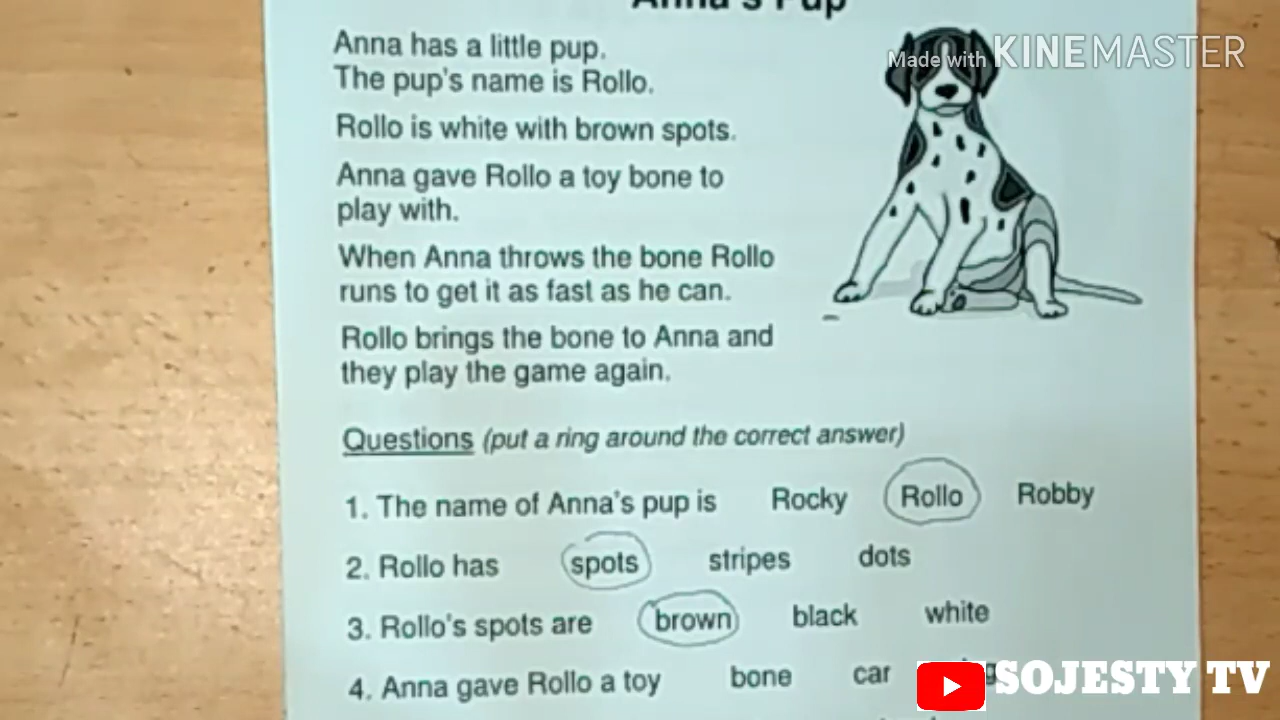 Anna's Pup
Made with KINEMASTER
Anna has a little pup.
The pup's name is Rollo.
Rollo is white with brown spots.
Anna gave Rollo a toy bone to
play with.
When Anna throws the bone Rollo
runs to get it as fast as he can.
Rollo brings the bone to Anna and
they play the game again.
Questions (put a ring around the correct answer)
1. The name of Anna's pup is Rocky Rollo Robby
2. Rollo has spots stripes dots
3. Rollo's spots are brown black white
4. Anna gave Rollo a toy bone car
SOJESTY TV